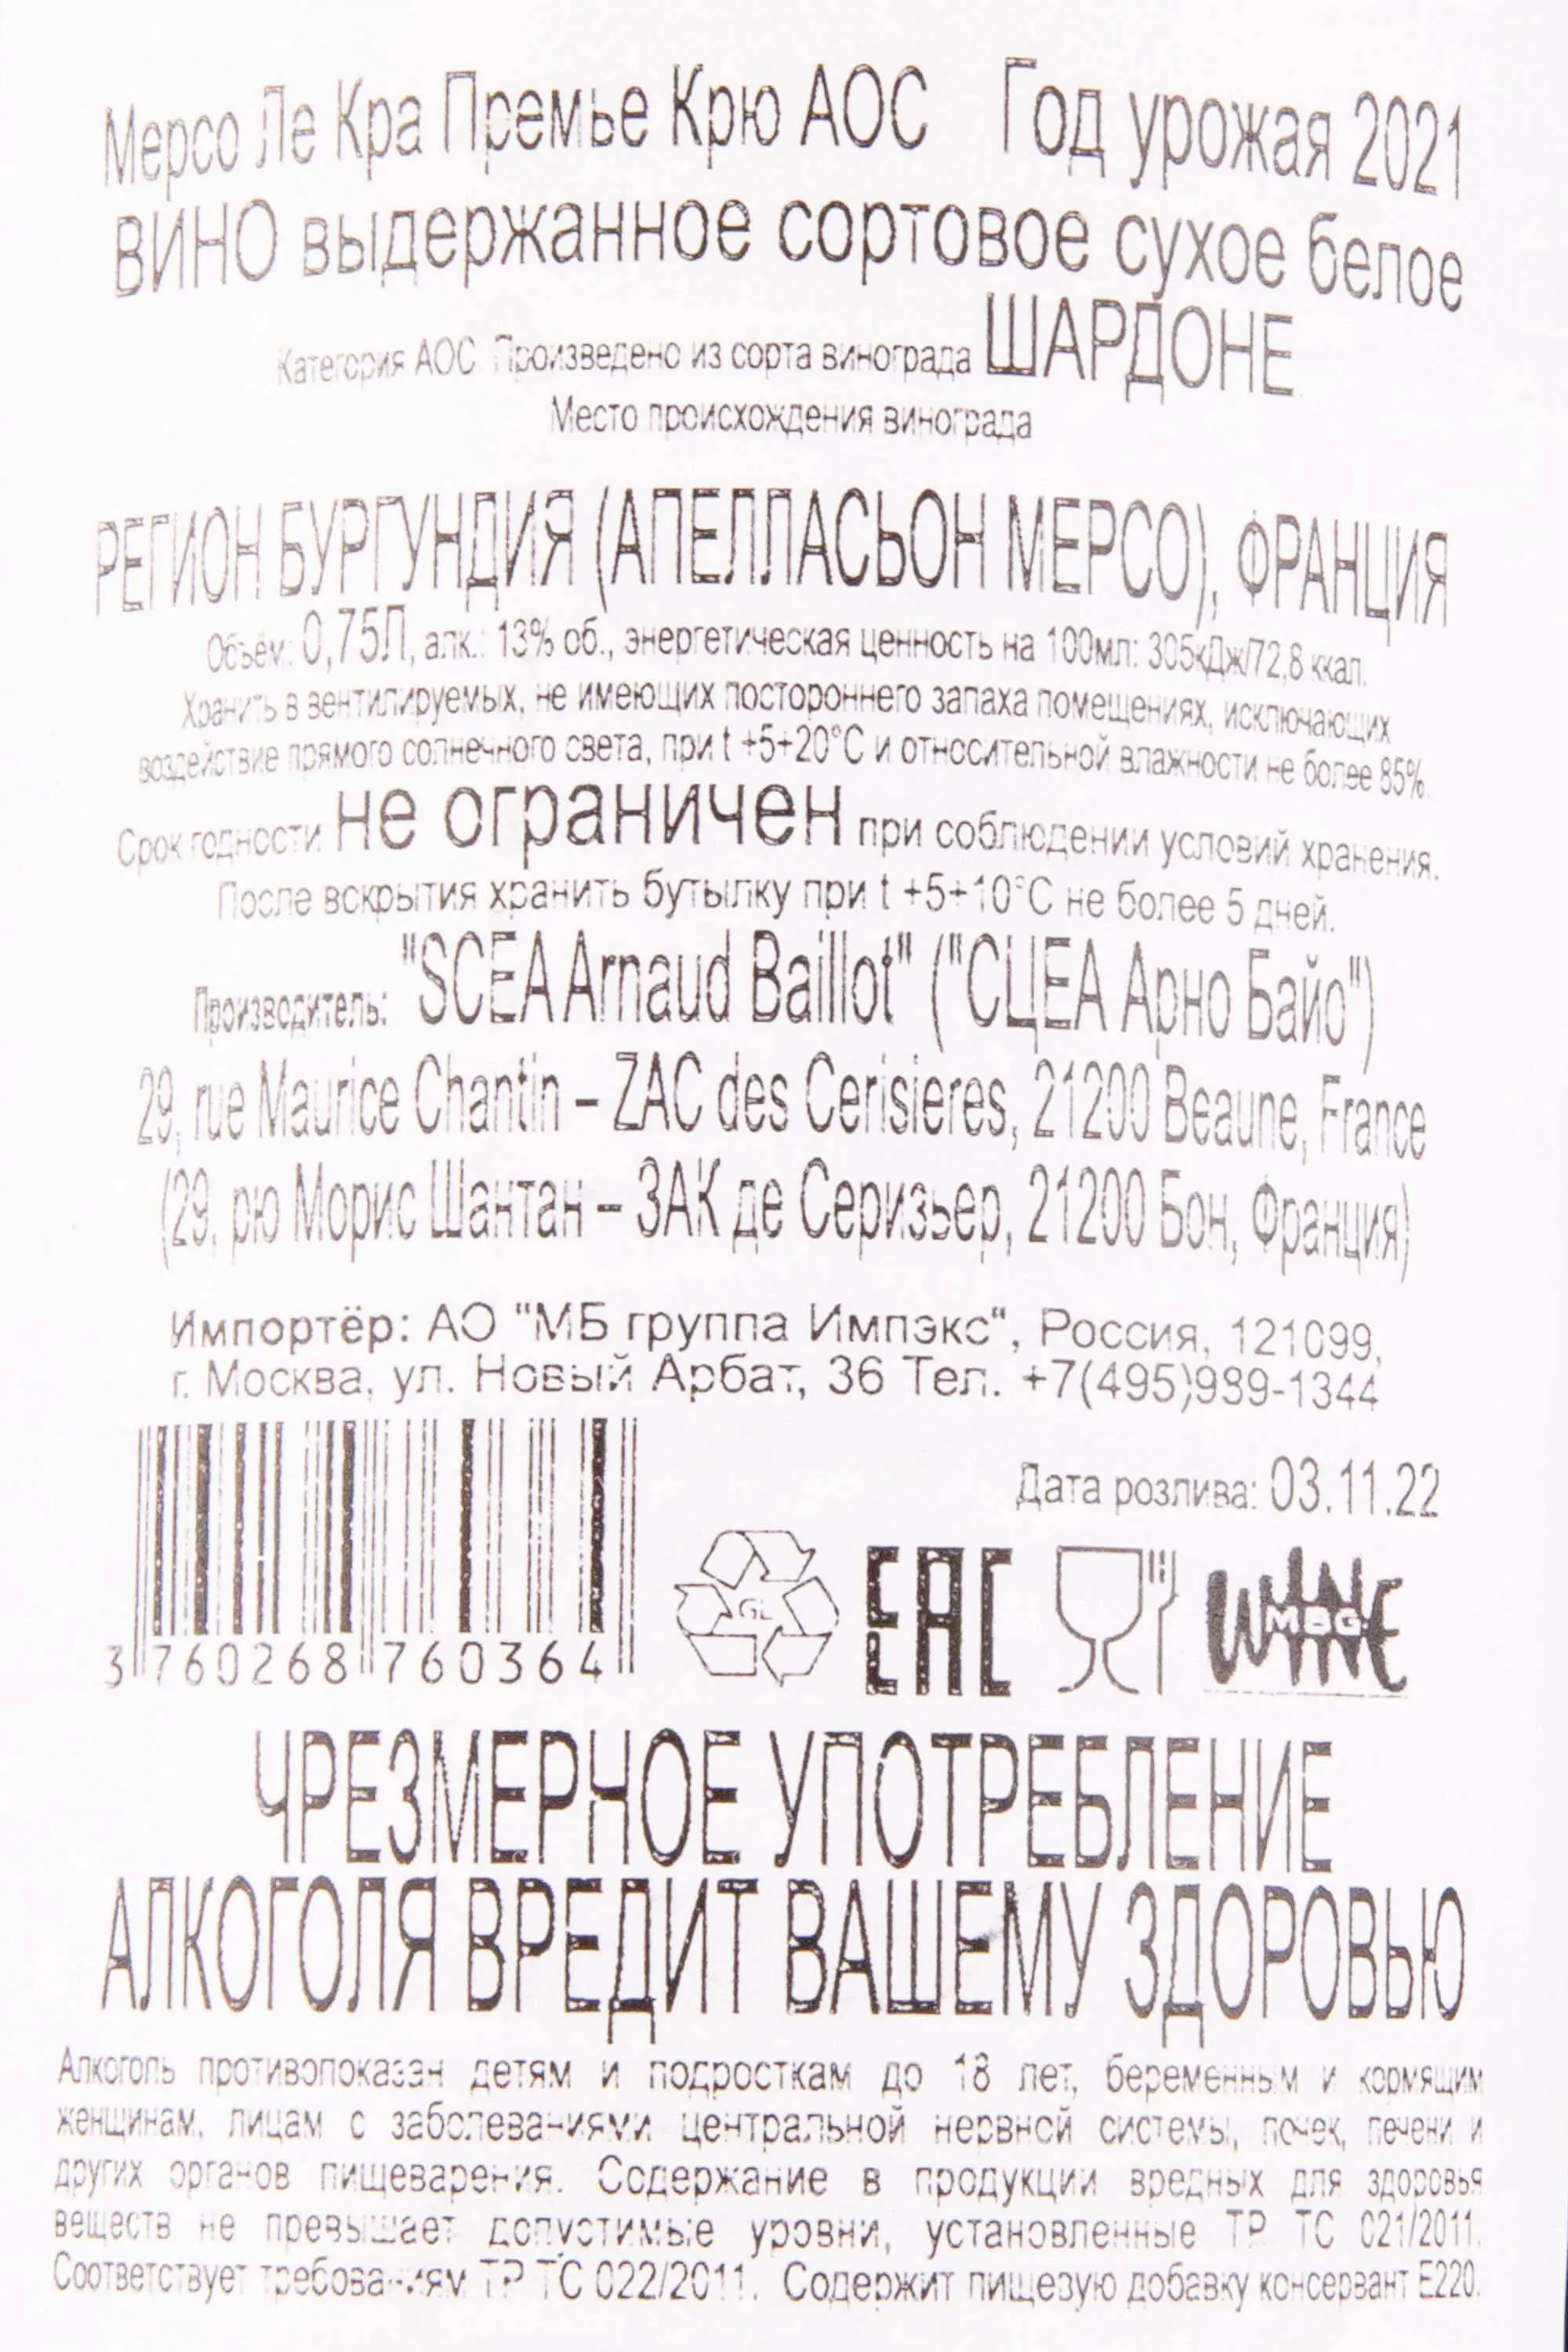 Мерсо Ле Кра Премье Крю АОС Год урожая 2021
ВИНО выдержанное сортовое сухое белое
Категория АОС Произведено из сорта винограда ШАРДОНЕ
Место происхождения винограда
РЕГИОН БУРГУНДИЯ (АПЕЛЛАСЬОН МЕРСО), ФРАНЦИЯ
Объём: 0,75Л, алк.: 13% об., энергетическая ценность на 100мл: 305кДж/72,8 ккал.
Хранить в вентилируемых, не имеющих постороннего запаха помещениях, исключающих
воздействие прямого солнечного света, при t +5+20°С и относительной влажности не более 85%.
Срок годности не ограничен при соблюдении условий хранения.
После вскрытия хранить бутылку при t +5+10°С не более 5 дней.
Производитель: "SCEA Arnaud Baillot" ("СЦЕА Арно Байо")
29, rue Maurice Chantin – ZAC des Cerisieres, 21200 Beaune, France
(29, рю Морис Шантан – ЗАК де Серизьер, 21200 Бон, Франция)
Импортёр: АО "МБ группа Импэкс", Россия, 121099,
г. Москва, ул. Новый Арбат, 36 Тел. +7(495)989-1344
Дата розлива: 03.11.22
GL
EAC
WINE
MBG
3 760268 760364
ЧРЕЗМЕРНОЕ УПОТРЕБЛЕНИЕ
АЛКОГОЛЯ ВРЕДИТ ВАШЕМУ ЗДОРОВЬЮ
Алкоголь противопоказан детям и подросткам до 18 лет, беременным и кормящим
женщинам, лицам с заболеваниями центральной нервной системы, почек, печени и
других органов пищеварения. Содержание в продукции вредных для здоровья
веществ не превышает допустимые уровни, установленные ТР ТС 021/2011.
Соответствует требованиям ТР ТС 022/2011. Содержит пищевую добавку консервант Е220.